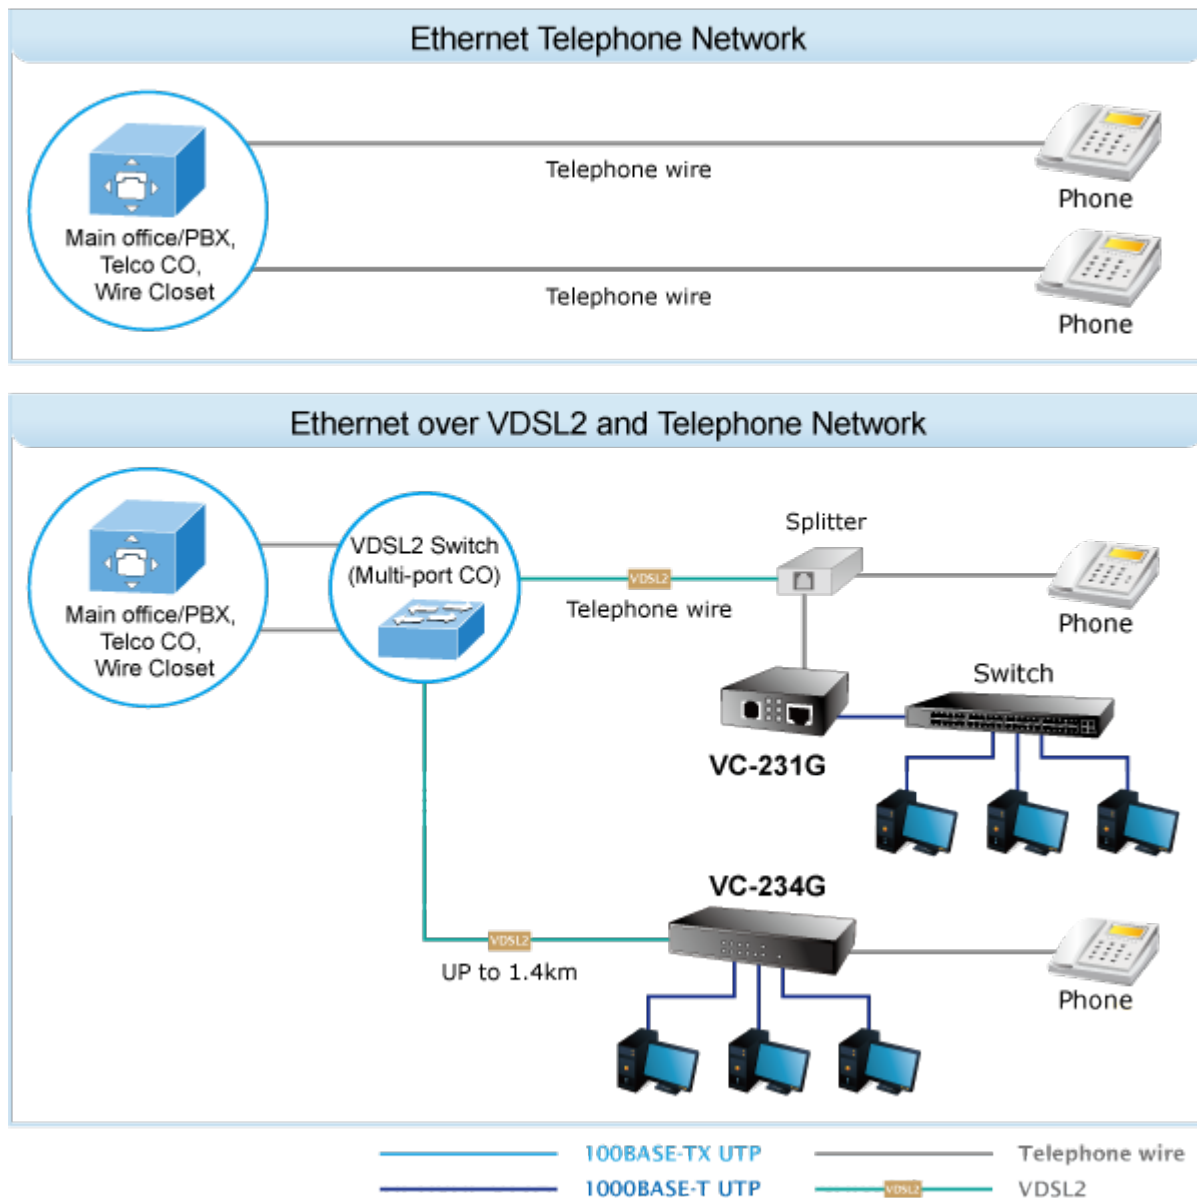 Ethernet Telephone Network
Telephone wire
Phone
Main office/PBX,
Telco CO,
Wire Closet
Telephone wire
Phone
Ethernet over VDSL2 and Telephone Network
Splitter
VDSL2 Switch
(Multi-port CO)
VDSL2
Telephone wire
Phone
Main office/PBX,
Telco CO,
Wire Closet
Switch
VC-231G
VC-234G
VDSL2
UP to 1.4km
Phone
100BASE-TX UTP
Telephone wire
1000BASE-T UTP
VDSL2
VDSL2